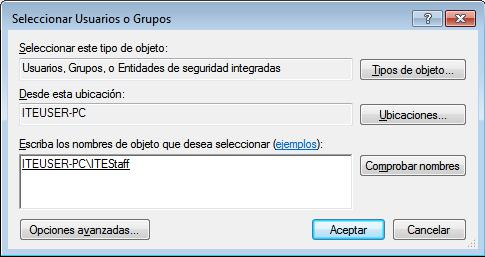 Seleccionar Usuarios o Grupos
Seleccionar este tipo de objeto:
Usuarios, Grupos, o Entidades de seguridad integradas
Tipos de objeto...
Desde esta ubicación:
ITEUSER-PC
Ubicaciones...
Escriba los nombres de objeto que desea seleccionar (ejemplos):
ITEUSER-PC\ITEStaff
Comprobar nombres
Opciones avanzadas...
Aceptar
Cancelar